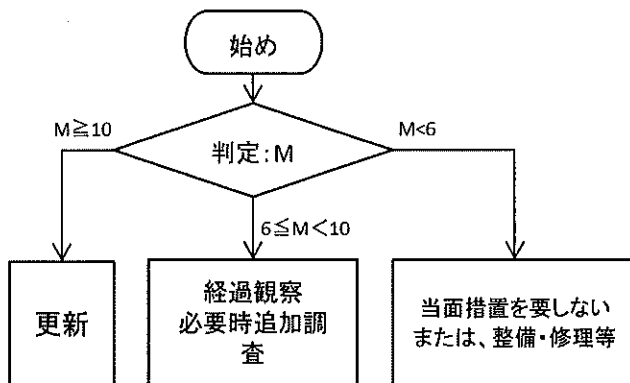 始め
M≧10
判定:M
M<6
6≦M<10
更新
経過観察
必要時追加調
査
当面措置を要しない
または、整備・修理等